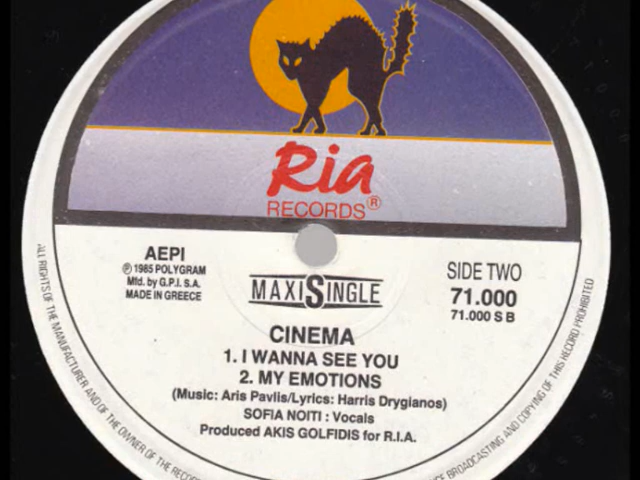 Ria
RECORDS®
AEPI
℗ 1985 POLYGRAM
Mfd. by G.P.I. S.A.
MADE IN GREECE
MAXISINGLE
SIDE TWO
71.000
71.000 S B
CINEMA
1. I WANNA SEE YOU
2. MY EMOTIONS
(Music: Aris Pavlis/Lyrics: Harris Drygianos)
SOFIA NOITI : Vocals
Produced AKIS GOLFIDIS for R.I.A.
ALL RIGHTS OF THE MANUFACTURER AND OF THE OWNER OF THE RECOR
BROADCASTING AND COPYING OF THIS RECORD PROHIBITED